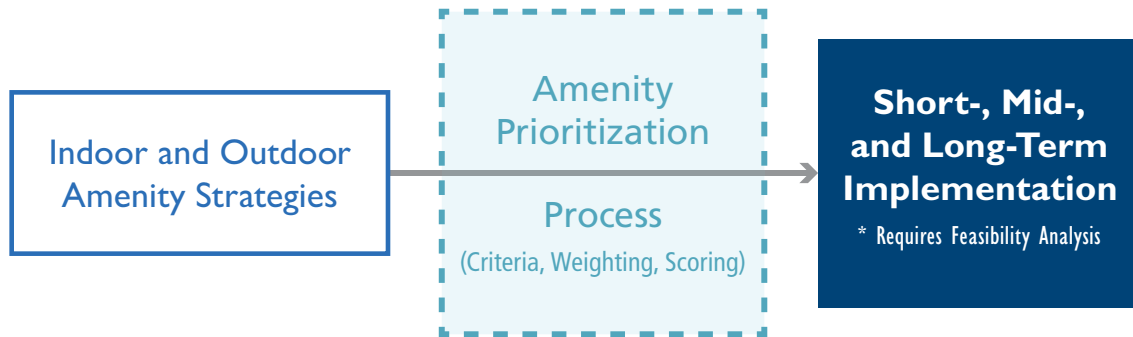 Indoor and Outdoor
Amenity Strategies
Amenity
Prioritization
Process
(Criteria, Weighting, Scoring)
Short-, Mid-,
and Long-Term
Implementation
* Requires Feasibility Analysis